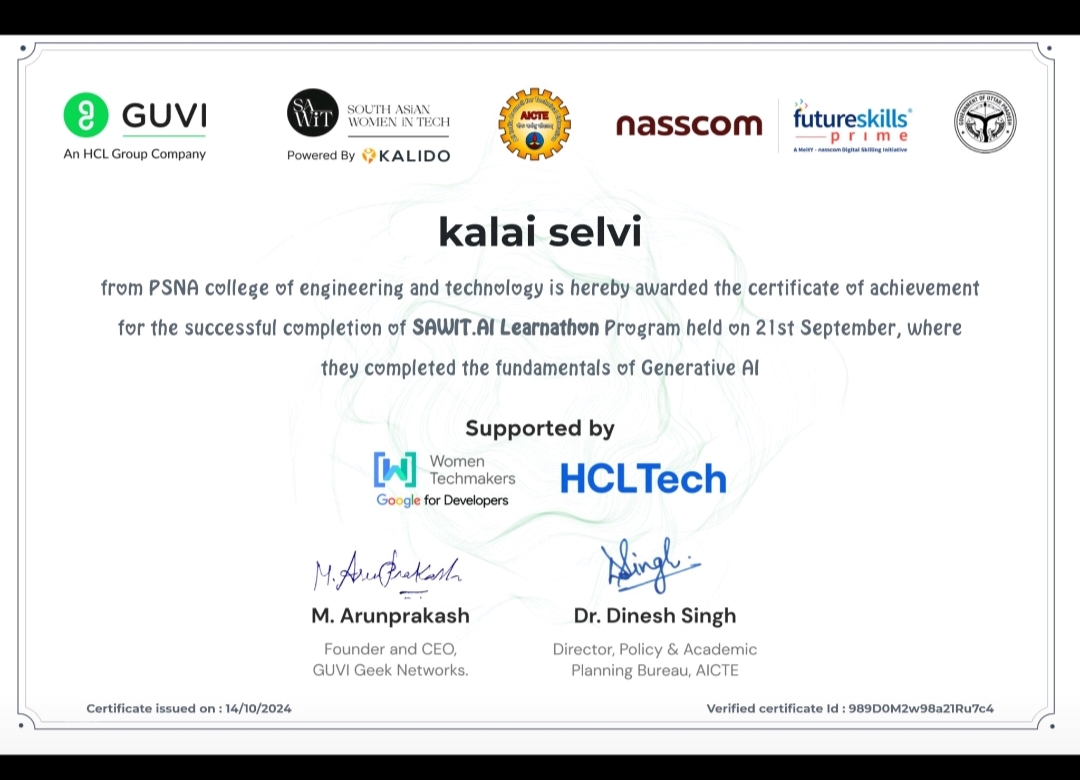 GUVI
An HCL Group Company
SA
WiT
SOUTH ASIAN
WOMEN IN TECH
Powered By KALIDO
AICTE
nasscom
futureskills
prime
A MeitY - nasscom Digital Skilling Initiative
GOVERNMENT OF UTTAR PRADESH
kalai selvi
from PSNA college of engineering and technology is hereby awarded the certificate of achievement
for the successful completion of SAWIT.AI Learnathon Program held on 21st September, where
they completed the fundamentals of Generative AI
Supported by
Women
Techmakers
Google for Developers
HCLTech
M. ArunPrakash
DSingh.
M. Arunprakash
Dr. Dinesh Singh
Founder and CEO,
GUVI Geek Networks.
Director, Policy & Academic
Planning Bureau, AICTE
Certificate issued on : 14/10/2024
Verified certificate Id : 989D0M2w98a21Ru7c4